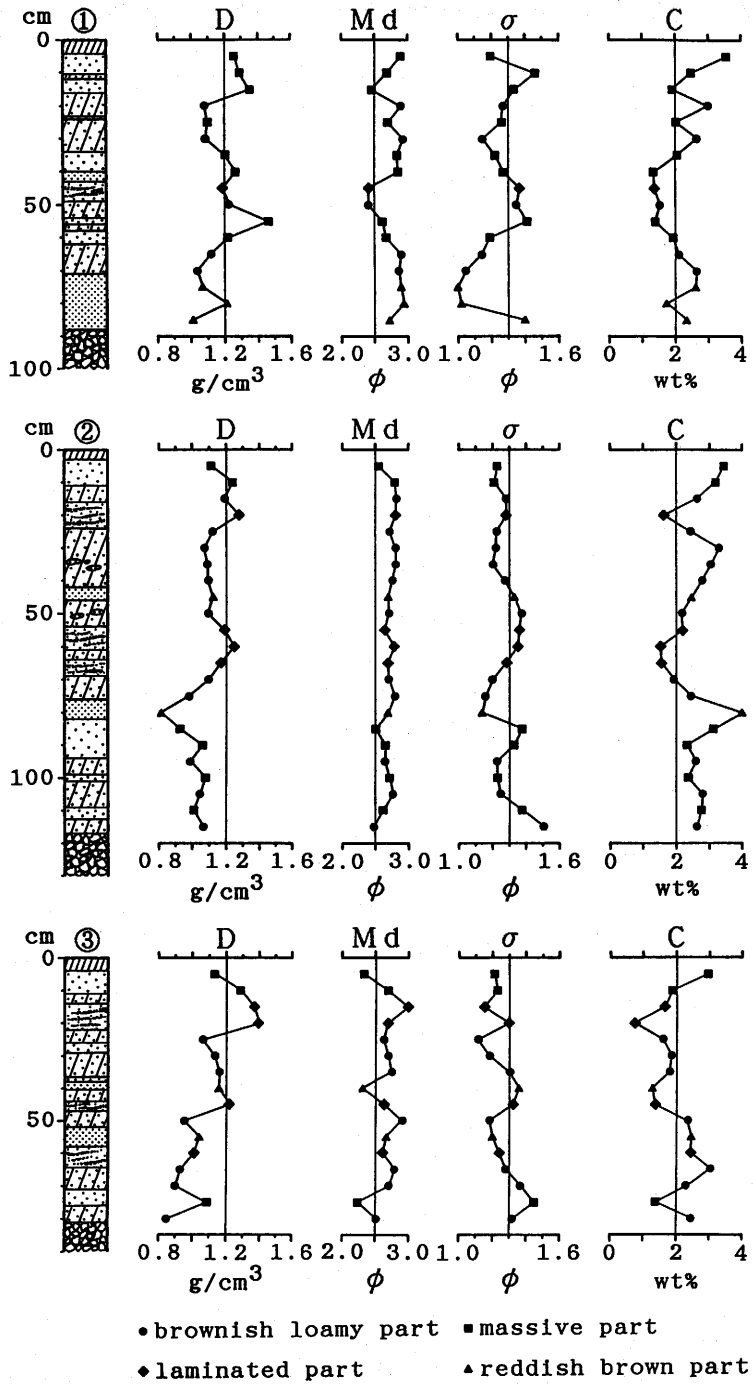 cm ① D Md σ C
0
50
100
0.8 1.2 1.6 2.0 3.0 1.0 1.6 0 2 4
g/cm³ ϕ ϕ wt%
cm ② D Md σ C
0
50
100
0.8 1.2 1.6 2.0 3.0 1.0 1.6 0 2 4
g/cm³ ϕ ϕ wt%
cm ③ D Md σ C
0
50
0.8 1.2 1.6 2.0 3.0 1.0 1.6 0 2 4
g/cm³ ϕ ϕ wt%
● brownish loamy part ■ massive part
◆ laminated part ▲ reddish brown part